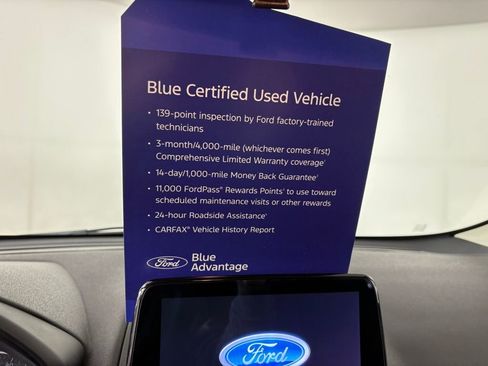 Blue Certified Used Vehicle
• 139-point inspection by Ford factory-trained
technicians
• 3-month/4,000-mile (whichever comes first)
Comprehensive Limited Warranty coverage
• 14-day/1,000-mile Money Back Guarantee
• 11,000 FordPass® Rewards Points to use toward
scheduled maintenance visits or other rewards
• 24-hour Roadside Assistance
• CARFAX® Vehicle History Report
Ford
Blue
Advantage
Ford